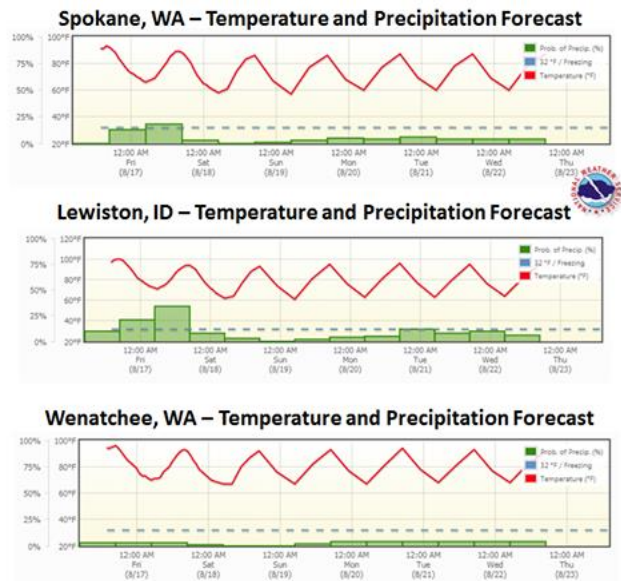 Spokane, WA – Temperature and Precipitation Forecast
100% 100°F
75% 80°F
50% 60°F
25% 40°F
0% 20°F
Prob. of Precip. (%)
32 °F / Freezing
Temperature (°F)
12:00 AM 12:00 AM 12:00 AM 12:00 AM 12:00 AM 12:00 AM 12:00 AM
Fri Sat Sun Mon Tue Wed Thu
(8/17) (8/18) (8/19) (8/20) (8/21) (8/22) (8/23)
NATIONAL WEATHER SERVICE
Lewiston, ID – Temperature and Precipitation Forecast
100% 120°F
75% 100°F
80°F
50% 60°F
25% 40°F
0% 20°F
Prob. of Precip. (%)
32 °F / Freezing
Temperature (°F)
12:00 AM 12:00 AM 12:00 AM 12:00 AM 12:00 AM 12:00 AM 12:00 AM
Fri Sat Sun Mon Tue Wed Thu
(8/17) (8/18) (8/19) (8/20) (8/21) (8/22) (8/23)
Wenatchee, WA – Temperature and Precipitation Forecast
100% 100°F
75% 80°F
50% 60°F
25% 40°F
0% 20°F
Prob. of Precip. (%)
32 °F / Freezing
Temperature (°F)
12:00 AM 12:00 AM 12:00 AM 12:00 AM 12:00 AM 12:00 AM 12:00 AM
Fri Sat Sun Mon Tue Wed Thu
(8/17) (8/18) (8/19) (8/20) (8/21) (8/22) (8/23)